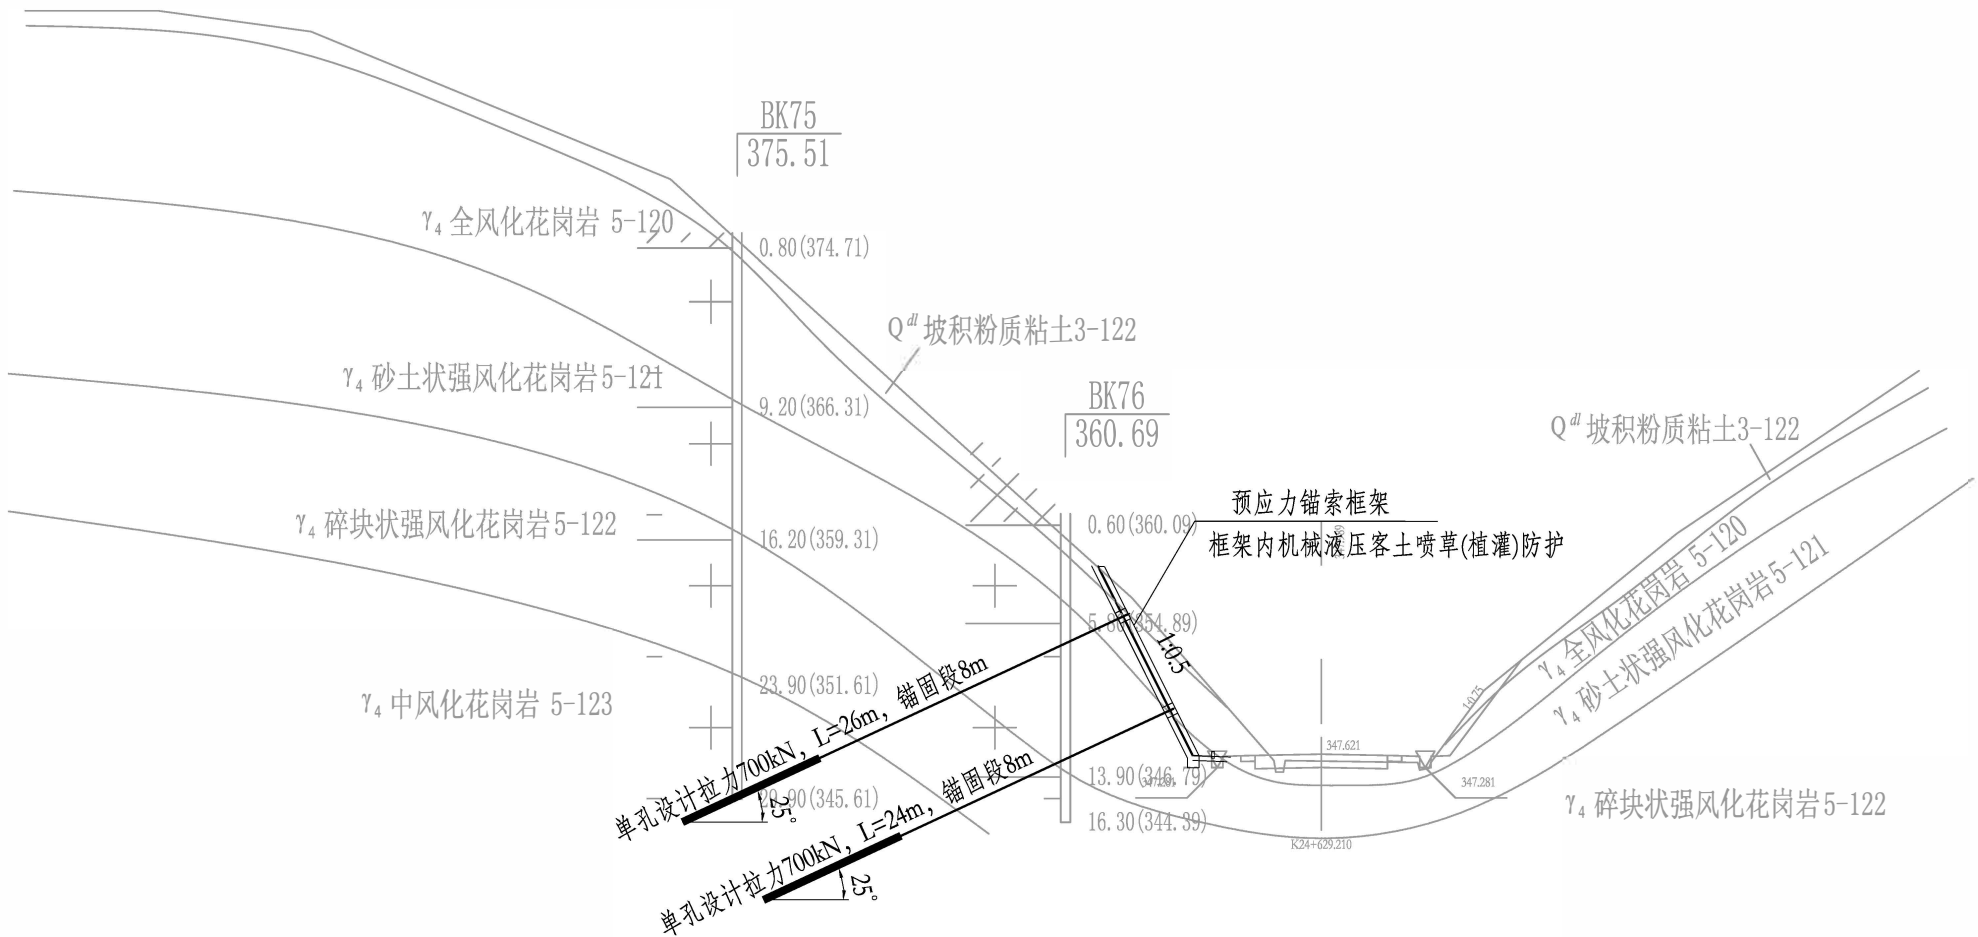 BK75
375.51
γ4 全风化花岗岩 5-120
0.80(374.71)
Qdl 坡积粉质粘土3-122
γ4 砂土状强风化花岗岩5-121
9.20(366.31)
BK76
360.69
Qdl 坡积粉质粘土3-122
预应力锚索框架
框架内机械液压客土喷草(植灌)防护
γ4 碎块状强风化花岗岩5-122
16.20(359.31)
0.60(360.09)
5.80(354.89)
1:0.5
γ4 全风化花岗岩 5-120
γ4 砂土状强风化花岗岩5-121
1:0.75
γ4 中风化花岗岩 5-123
23.90(351.61)
单孔设计拉力700kN，L=26m，锚固段8m
25°
29.90(345.61)
单孔设计拉力700kN，L=24m，锚固段8m
25°
347.621
13.90(346.79)
347.281
347.281
16.30(344.39)
γ4 碎块状强风化花岗岩5-122
K24+629.210